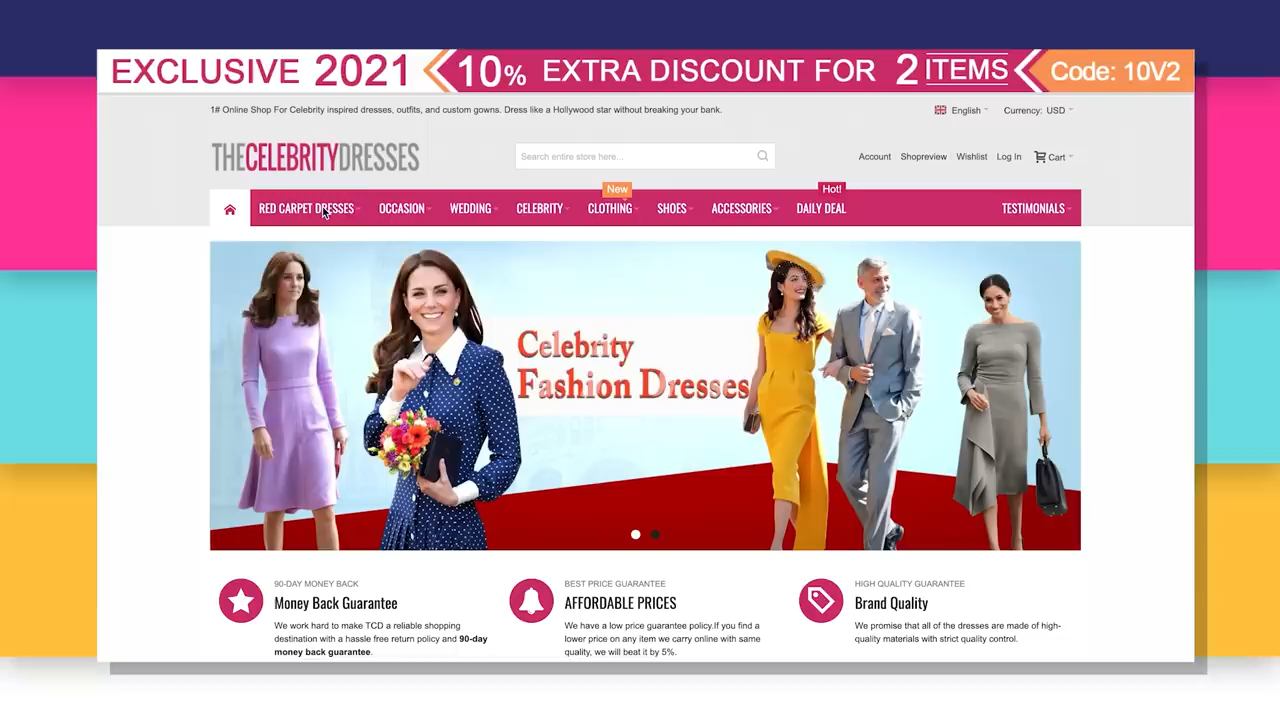 EXCLUSIVE 2021 10% EXTRA DISCOUNT FOR 2 ITEMS Code: 10V2
1# Online Shop For Celebrity inspired dresses, outfits, and custom gowns. Dress like a Hollywood star without breaking your bank.
English Currency: USD
THECELEBRITYDRESSES
Search entire store here...
Account Shopreview Wishlist Log In Cart
New
Hot!
RED CARPET DRESSES OCCASION WEDDING CELEBRITY CLOTHING SHOES ACCESSORIES DAILY DEAL TESTIMONIALS
Celebrity
Fashion Dresses
90-DAY MONEY BACK
Money Back Guarantee
We work hard to make TCD a reliable shopping
destination with a hassle free return policy and 90-day
money back guarantee.
BEST PRICE GUARANTEE
AFFORDABLE PRICES
We have a low price guarantee policy.If you find a
lower price on any item we carry online with same
quality, we will beat it by 5%.
HIGH QUALITY GUARANTEE
Brand Quality
We promise that all of the dresses are made of high-
quality materials with strict quality control.